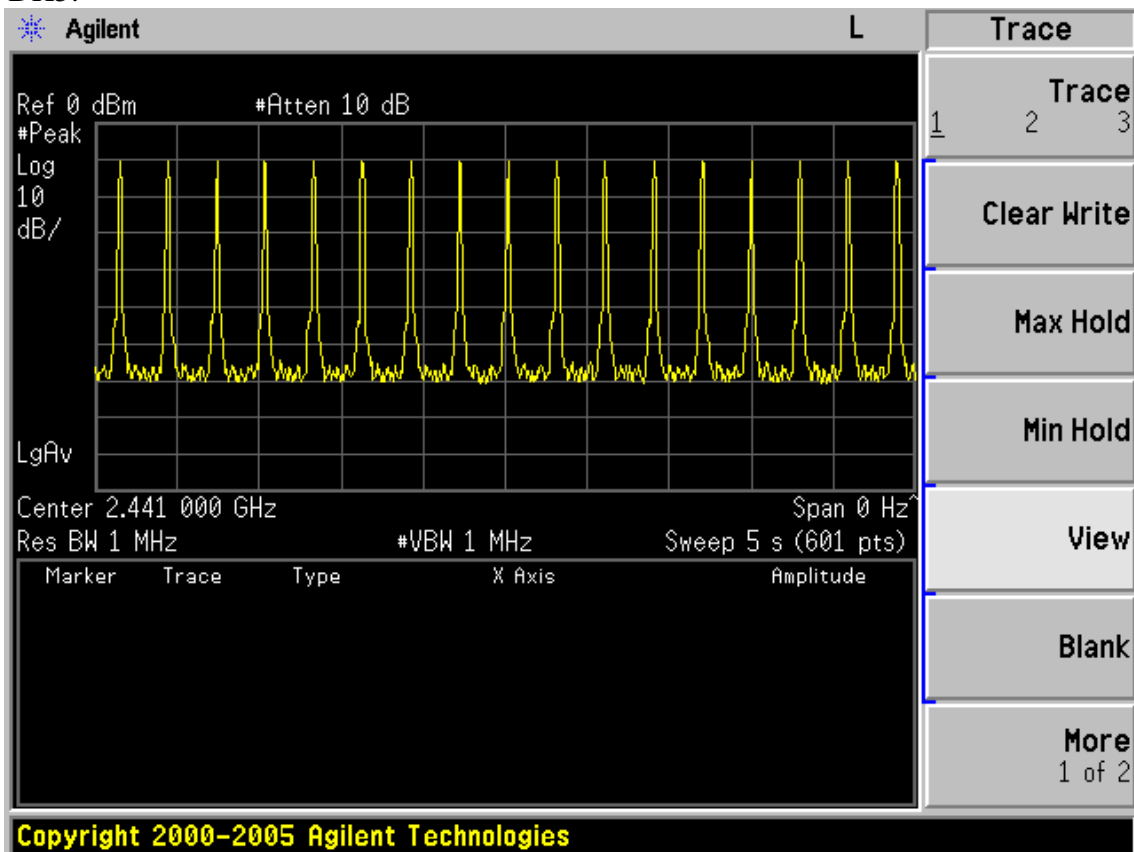 Agilent L
Ref 0 dBm #Atten 10 dB
#Peak
Log
10
dB/
LgAv
Center 2.441 000 GHz Span 0 Hz^
Res BW 1 MHz #VBW 1 MHz Sweep 5 s (601 pts)
Marker Trace Type X Axis Amplitude
Copyright 2000-2005 Agilent Technologies
Trace
Trace
1 2 3
Clear Write
Max Hold
Min Hold
View
Blank
More
1 of 2